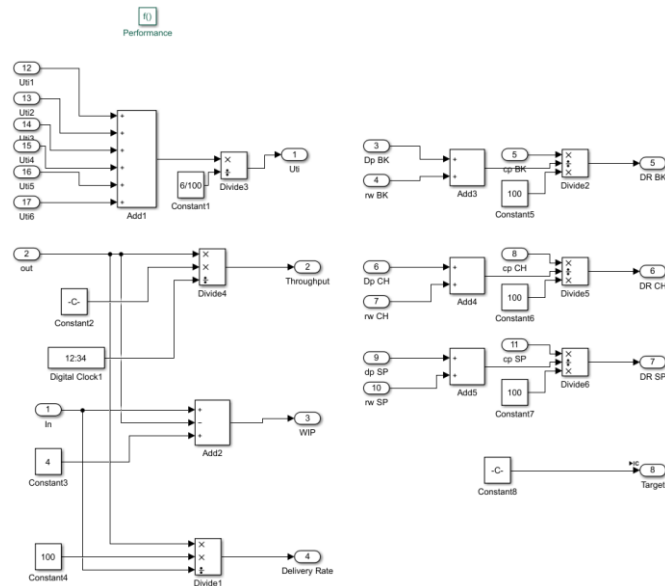 f()
Performance
12
Uti1
13
Uti2
14
Uti3
15
Uti4
16
Uti5
17
Uti6
+
+
+
+
+
+
Add1
6/100
Constant1
×
÷
Divide3
1
Uti
2
out
-C-
Constant2
12:34
Digital Clock1
×
×
÷
Divide4
2
Throughput
1
In
4
Constant3
+
−
+
Add2
3
WIP
100
Constant4
×
×
÷
Divide1
4
Delivery Rate
3
Dp BK
4
rw BK
+
+
Add3
5
cp BK
100
Constant5
×
÷
×
Divide2
5
DR BK
6
Dp CH
7
rw CH
+
+
Add4
8
cp CH
100
Constant6
×
÷
×
Divide5
6
DR CH
9
dp SP
10
rw SP
+
+
Add5
11
cp SP
100
Constant7
×
÷
×
Divide6
7
DR SP
-C-
Constant8
8
Target